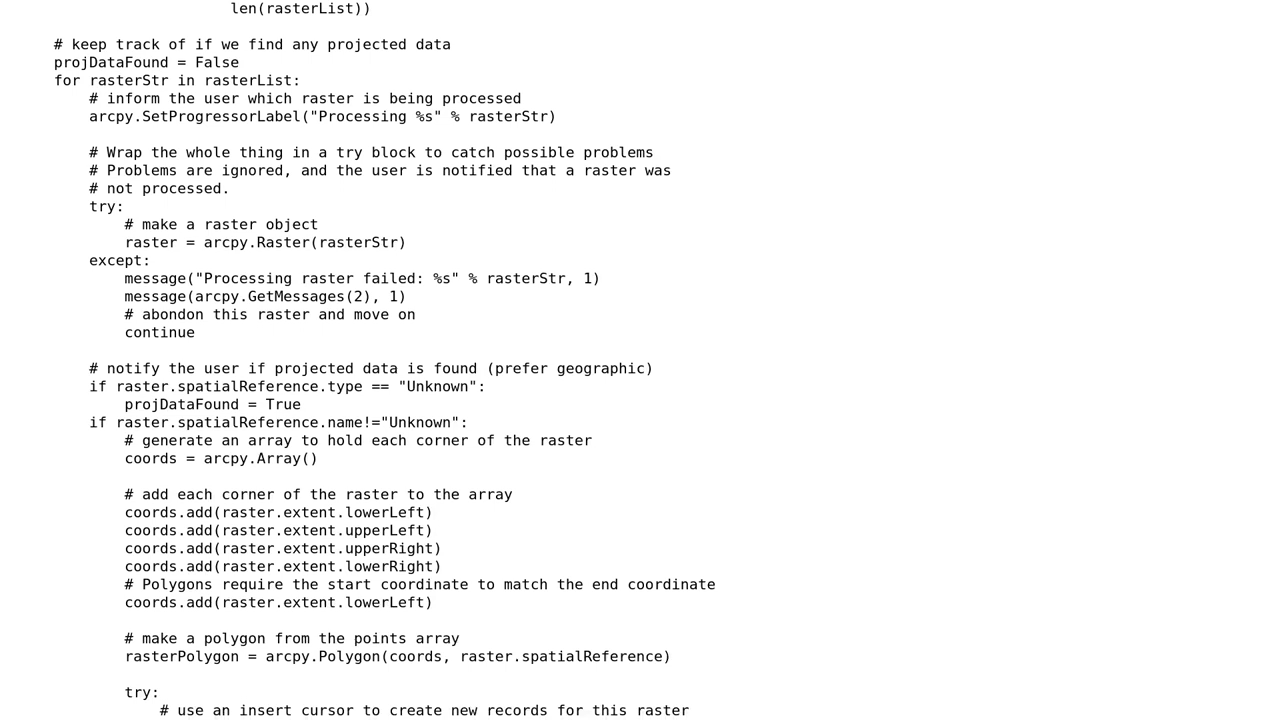 len(rasterList))
# keep track of if we find any projected data
projDataFound = False
for rasterStr in rasterList:
# inform the user which raster is being processed
arcpy.SetProgressorLabel("Processing %s" % rasterStr)
# Wrap the whole thing in a try block to catch possible problems
# Problems are ignored, and the user is notified that a raster was
# not processed.
try:
# make a raster object
raster = arcpy.Raster(rasterStr)
except:
message("Processing raster failed: %s" % rasterStr, 1)
message(arcpy.GetMessages(2), 1)
# abondon this raster and move on
continue
# notify the user if projected data is found (prefer geographic)
if raster.spatialReference.type == "Unknown":
projDataFound = True
if raster.spatialReference.name!="Unknown":
# generate an array to hold each corner of the raster
coords = arcpy.Array()
# add each corner of the raster to the array
coords.add(raster.extent.lowerLeft)
coords.add(raster.extent.upperLeft)
coords.add(raster.extent.upperRight)
coords.add(raster.extent.lowerRight)
# Polygons require the start coordinate to match the end coordinate
coords.add(raster.extent.lowerLeft)
# make a polygon from the points array
rasterPolygon = arcpy.Polygon(coords, raster.spatialReference)
try:
# use an insert cursor to create new records for this raster